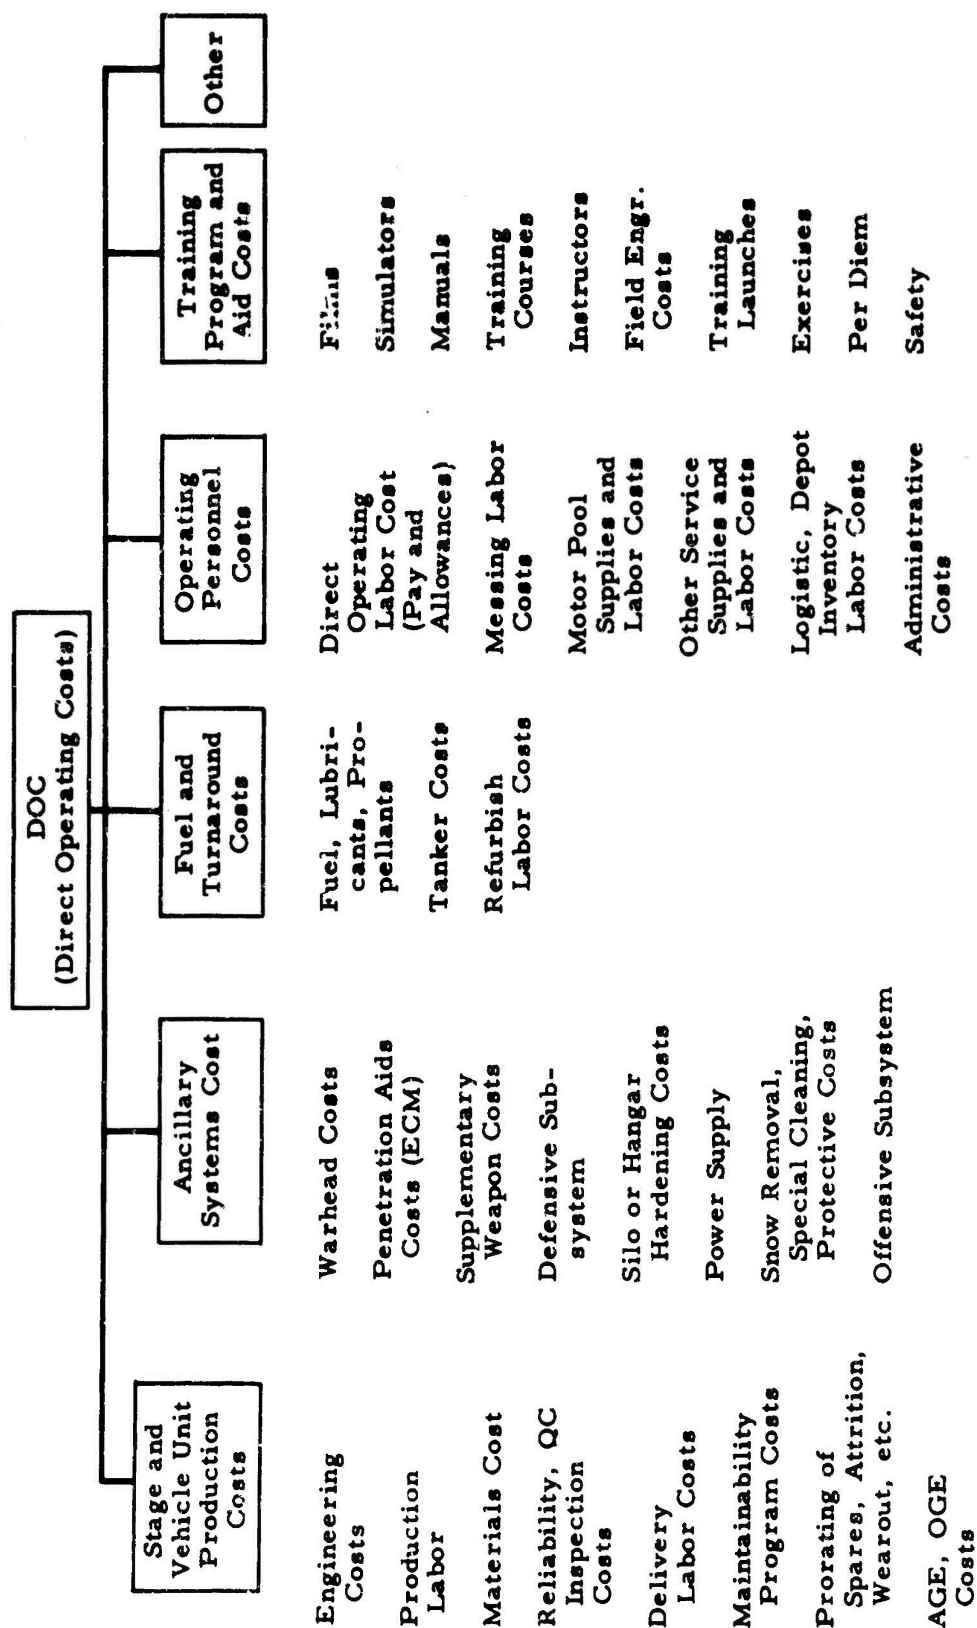 DOC
(Direct Operating Costs)
Stage and
Vehicle Unit
Production
Costs
Engineering
Costs
Production
Labor
Materials Cost
Reliability, QC
Inspection
Costs
Delivery
Labor Costs
Maintainability
Program Costs
Prorating of
Spares, Attrition,
Wearout, etc.
AGE, OGE
Costs
Ancillary
Systems Cost
Warhead Costs
Penetration Aids
Costs (ECM)
Supplementary
Weapon Costs
Defensive Sub-
system
Silo or Hangar
Hardening Costs
Power Supply
Snow Removal,
Special Cleaning,
Protective Costs
Offensive Subsystem
Fuel and
Turnaround
Costs
Fuel, Lubri-
cants, Pro-
pellants
Tanker Costs
Refurbish
Labor Costs
Operating
Personnel
Costs
Direct
Operating
Labor Cost
(Pay and
Allowances)
Messing Labor
Costs
Motor Pool
Supplies and
Labor Costs
Other Service
Supplies and
Labor Costs
Logistic, Depot
Inventory
Labor Costs
Administrative
Costs
Training
Program and
Aid Costs
Films
Simulators
Manuals
Training
Courses
Instructors
Field Engr.
Costs
Training
Launches
Exercises
Per Diem
Safety
Other